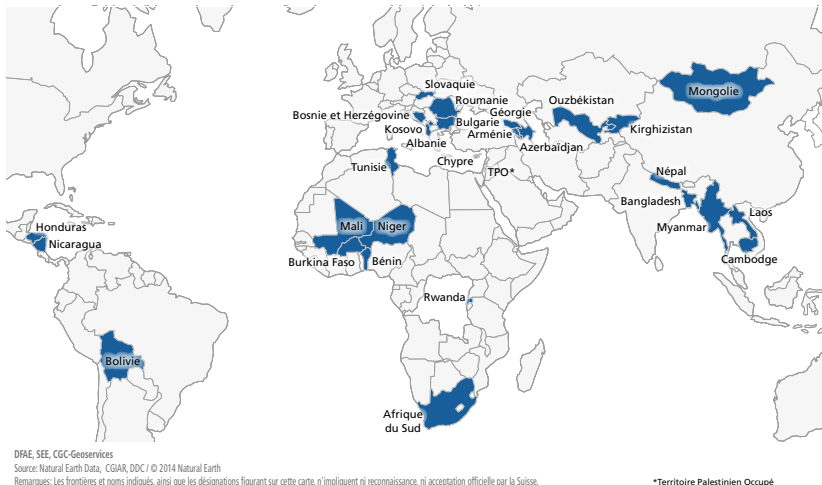 Slovaquie
Roumanie
Bosnie et Herzégovine
Géorgie
Ouzbékistan
Mongolie
Kosovo
Bulgarie
Arménie
Kirghizistan
Albanie
Azerbaïdjan
Tunisie
Chypre
TPO*
Népal
Bangladesh
Laos
Honduras
Mali
Niger
Myanmar
Nicaragua
Burkina Faso
Bénin
Cambodge
Rwanda
Bolivie
Afrique
du Sud
DFAE, SEE, CGC-Geoservices
Source: Natural Earth Data, CGIAR, DDC / © 2014 Natural Earth
Remarques: Les frontières et noms indiqués, ainsi que les désignations figurant sur cette carte, n'impliquent ni reconnaissance, ni acceptation officielle par la Suisse.
*Territoire Palestinien Occupé